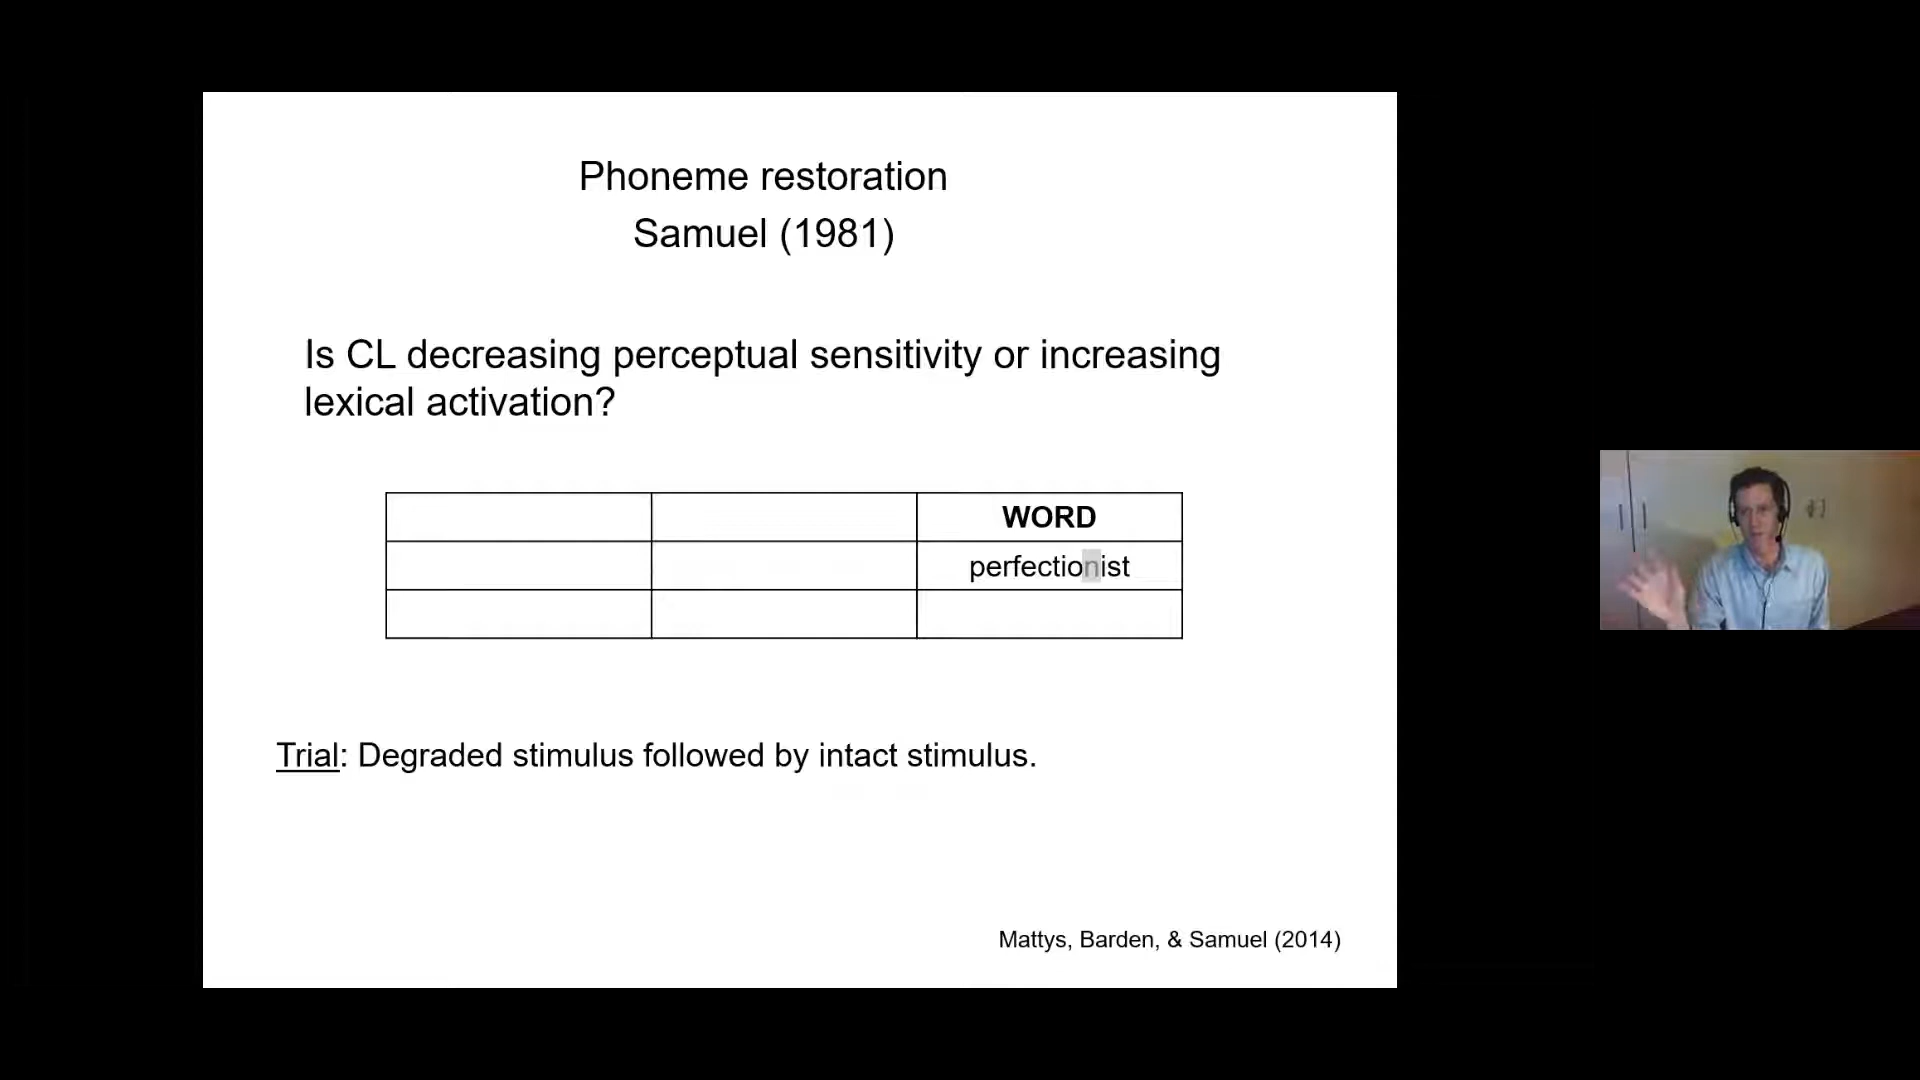 Phoneme restoration
Samuel (1981)
Is CL decreasing perceptual sensitivity or increasing
lexical activation?
WORD
perfectionist
Trial: Degraded stimulus followed by intact stimulus.
Mattys, Barden, & Samuel (2014)